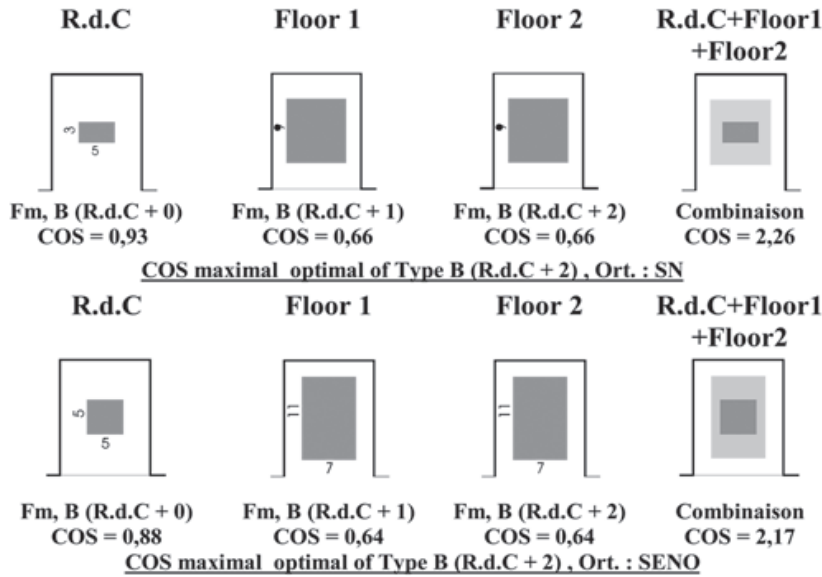 R.d.C Floor 1 Floor 2 R.d.C+Floor1
+Floor2
3
5
9
9
Fm, B (R.d.C + 0) Fm, B (R.d.C + 1) Fm, B (R.d.C + 2) Combinaison
COS = 0,93 COS = 0,66 COS = 0,66 COS = 2,26
COS maximal optimal of Type B (R.d.C + 2) , Ort. : SN
R.d.C Floor 1 Floor 2 R.d.C+Floor1
+Floor2
5
5
11
7
11
7
Fm, B (R.d.C + 0) Fm, B (R.d.C + 1) Fm, B (R.d.C + 2) Combinaison
COS = 0,88 COS = 0,64 COS = 0,64 COS = 2,17
COS maximal optimal of Type B (R.d.C + 2) , Ort. : SENO